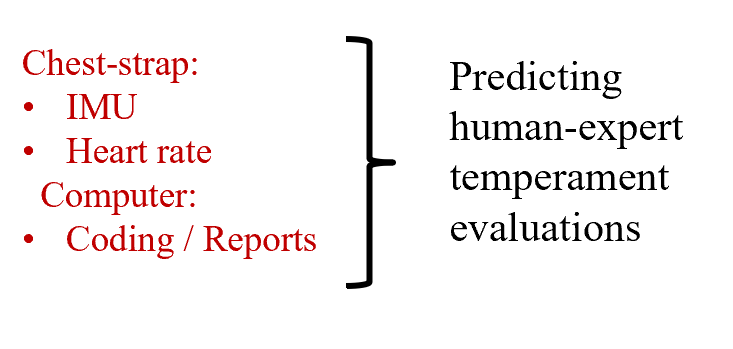 Chest-strap:
• IMU
• Heart rate
Computer:
• Coding / Reports
Predicting
human-expert
temperament
evaluations